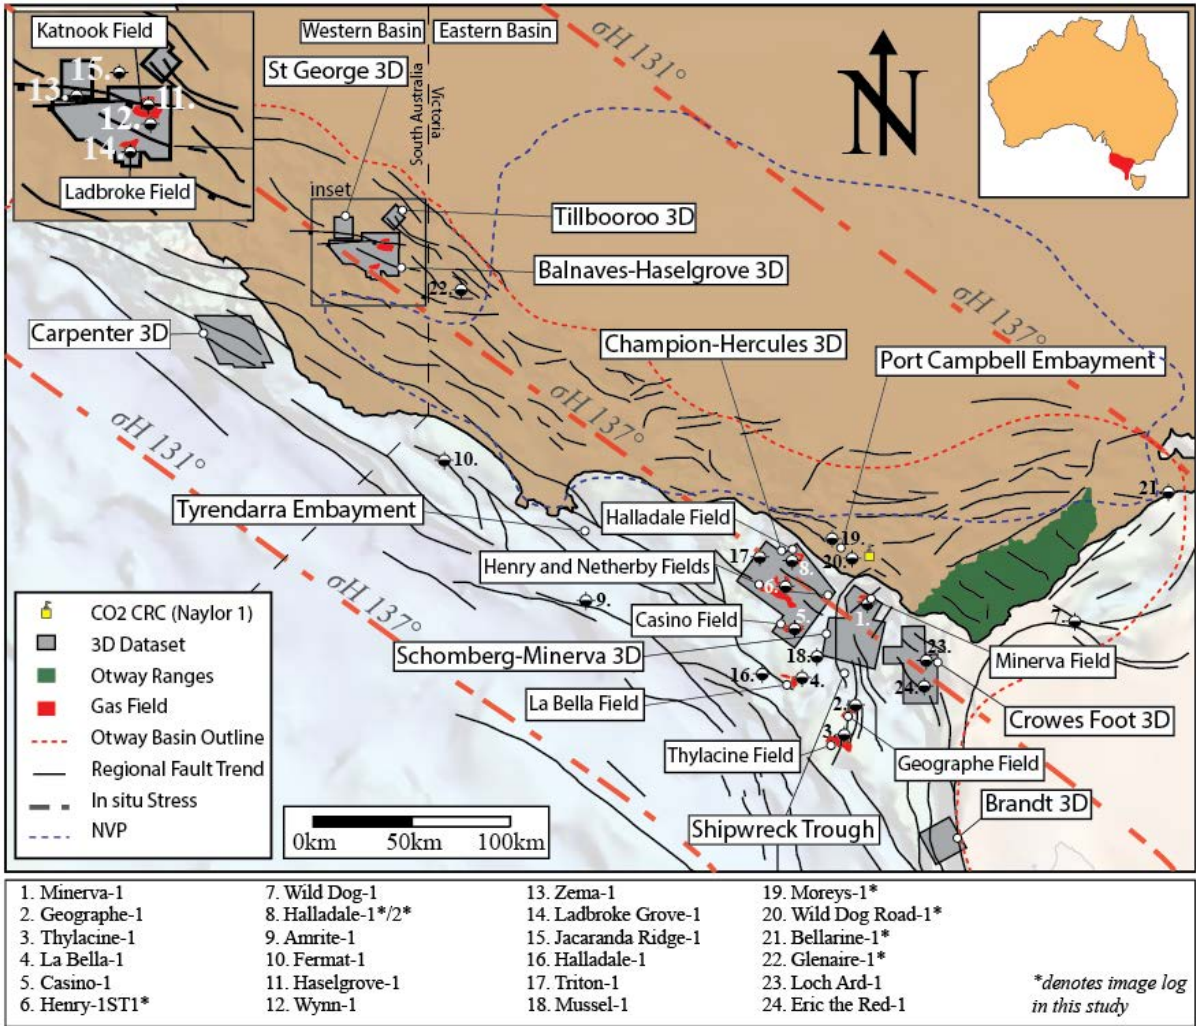 Katnook Field
15.
13.
11.
12.
14.
Ladbroke Field
Western Basin
Eastern Basin
St George 3D
South Australia
Victoria
σH 131°
N
inset
Tillbooroo 3D
Balnaves-Haselgrove 3D
22.
σH 137°
Carpenter 3D
Champion-Hercules 3D
Port Campbell Embayment
σH 137°
σH 131°
10.
Tyrendarra Embayment
21.
Halladale Field
19.
17.
8.
20.
Henry and Netherby Fields
6.
σH 137°
9.
7.
1.
Casino Field
5.
Schomberg-Minerva 3D
18.
23.
Minerva Field
16.
4.
24.
La Bella Field
2.
Crowes Foot 3D
3.
Thylacine Field
Geographe Field
Brandt 3D
Shipwreck Trough
CO2 CRC (Naylor 1)
3D Dataset
Otway Ranges
Gas Field
Otway Basin Outline
Regional Fault Trend
In situ Stress
NVP
0km 50km 100km
1. Minerva-1
2. Geographe-1
3. Thylacine-1
4. La Bella-1
5. Casino-1
6. Henry-1ST1*
7. Wild Dog-1
8. Halladale-1*/2*
9. Amrite-1
10. Fermat-1
11. Haselgrove-1
12. Wynn-1
13. Zema-1
14. Ladbroke Grove-1
15. Jacaranda Ridge-1
16. Halladale-1
17. Triton-1
18. Mussel-1
19. Moreys-1*
20. Wild Dog Road-1*
21. Bellarine-1*
22. Glenaire-1*
23. Loch Ard-1
24. Eric the Red-1
*denotes image log
in this study